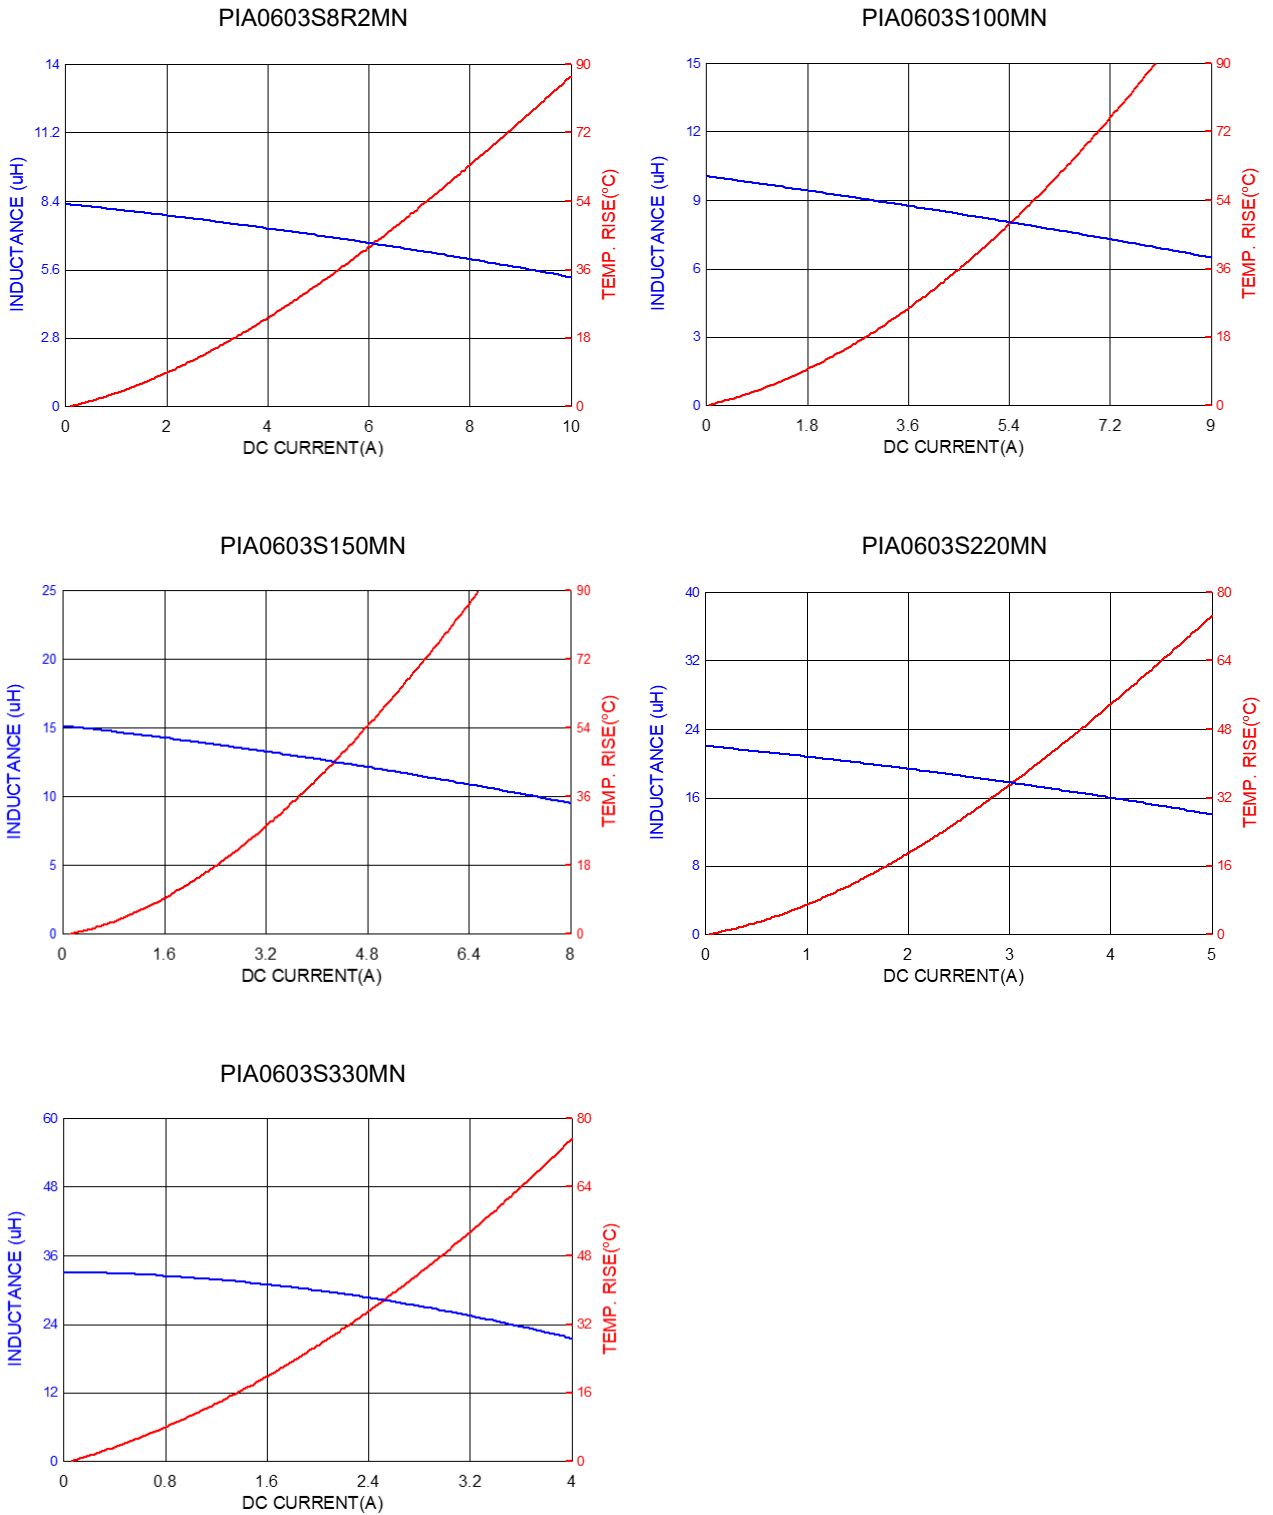 PIA0603S8R2MN
PIA0603S100MN
14
11.2
8.4
5.6
2.8
0
INDUCTANCE (uH)
90
72
54
36
18
0
TEMP. RISE(ºC)
0 2 4 6 8 10
DC CURRENT(A)
15
12
9
6
3
0
INDUCTANCE (uH)
90
72
54
36
18
0
TEMP. RISE(ºC)
0 1.8 3.6 5.4 7.2 9
DC CURRENT(A)
PIA0603S150MN
PIA0603S220MN
25
20
15
10
5
0
INDUCTANCE (uH)
90
72
54
36
18
0
TEMP. RISE(ºC)
0 1.6 3.2 4.8 6.4 8
DC CURRENT(A)
40
32
24
16
8
0
INDUCTANCE (uH)
80
64
48
32
16
0
TEMP. RISE(ºC)
0 1 2 3 4 5
DC CURRENT(A)
PIA0603S330MN
60
48
36
24
12
0
INDUCTANCE (uH)
80
64
48
32
16
0
TEMP. RISE(ºC)
0 0.8 1.6 2.4 3.2 4
DC CURRENT(A)